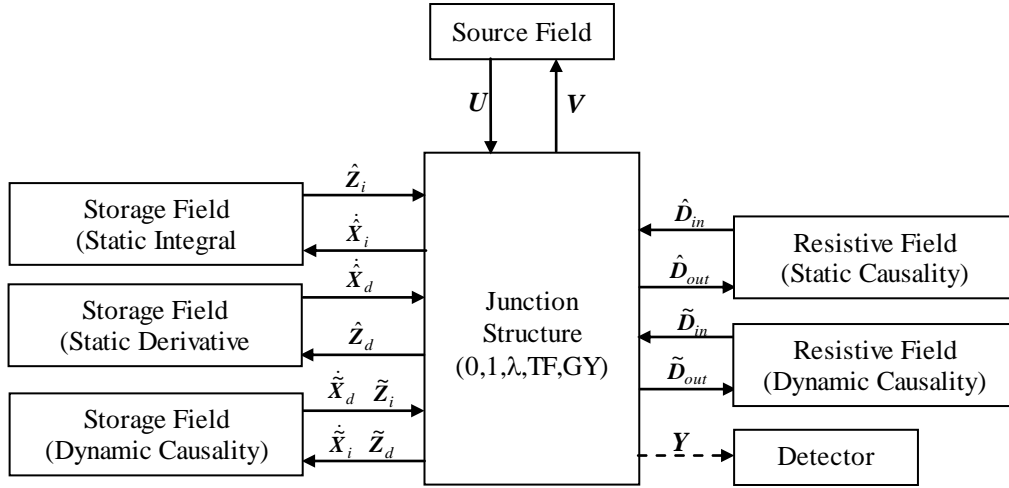 Source Field
U
V
Storage Field
(Static Integral
Ẑ_i
Ẋ̂_i
Storage Field
(Static Derivative
Ẋ̂_d
Ẑ_d
Storage Field
(Dynamic Causality)
Ẋ̃_d Z̃_i
Ẋ̃_i Z̃_d
Junction
Structure
(0,1,λ,TF,GY)
D̂_in
D̂_out
Resistive Field
(Static Causality)
D̃_in
D̃_out
Resistive Field
(Dynamic Causality)
Y
Detector